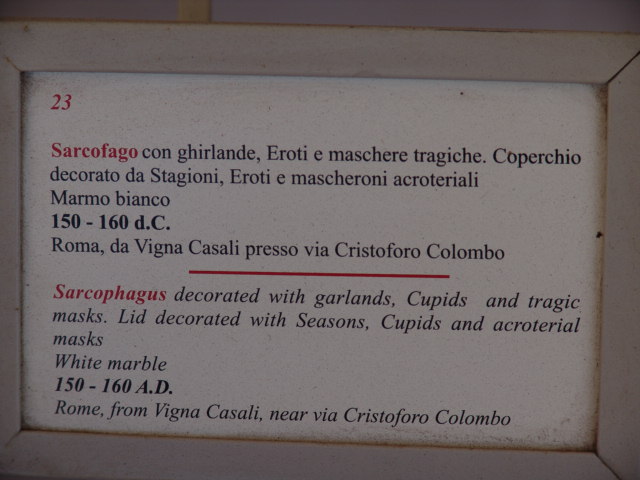 23
Sarcofago con ghirlande, Eroti e maschere tragiche. Coperchio
decorato da Stagioni, Eroti e mascheroni acroteriali
Marmo bianco
150 - 160 d.C.
Roma, da Vigna Casali presso via Cristoforo Colombo
Sarcophagus decorated with garlands, Cupids and tragic
masks. Lid decorated with Seasons, Cupids and acroterial
masks
White marble
150 - 160 A.D.
Rome, from Vigna Casali, near via Cristoforo Colombo